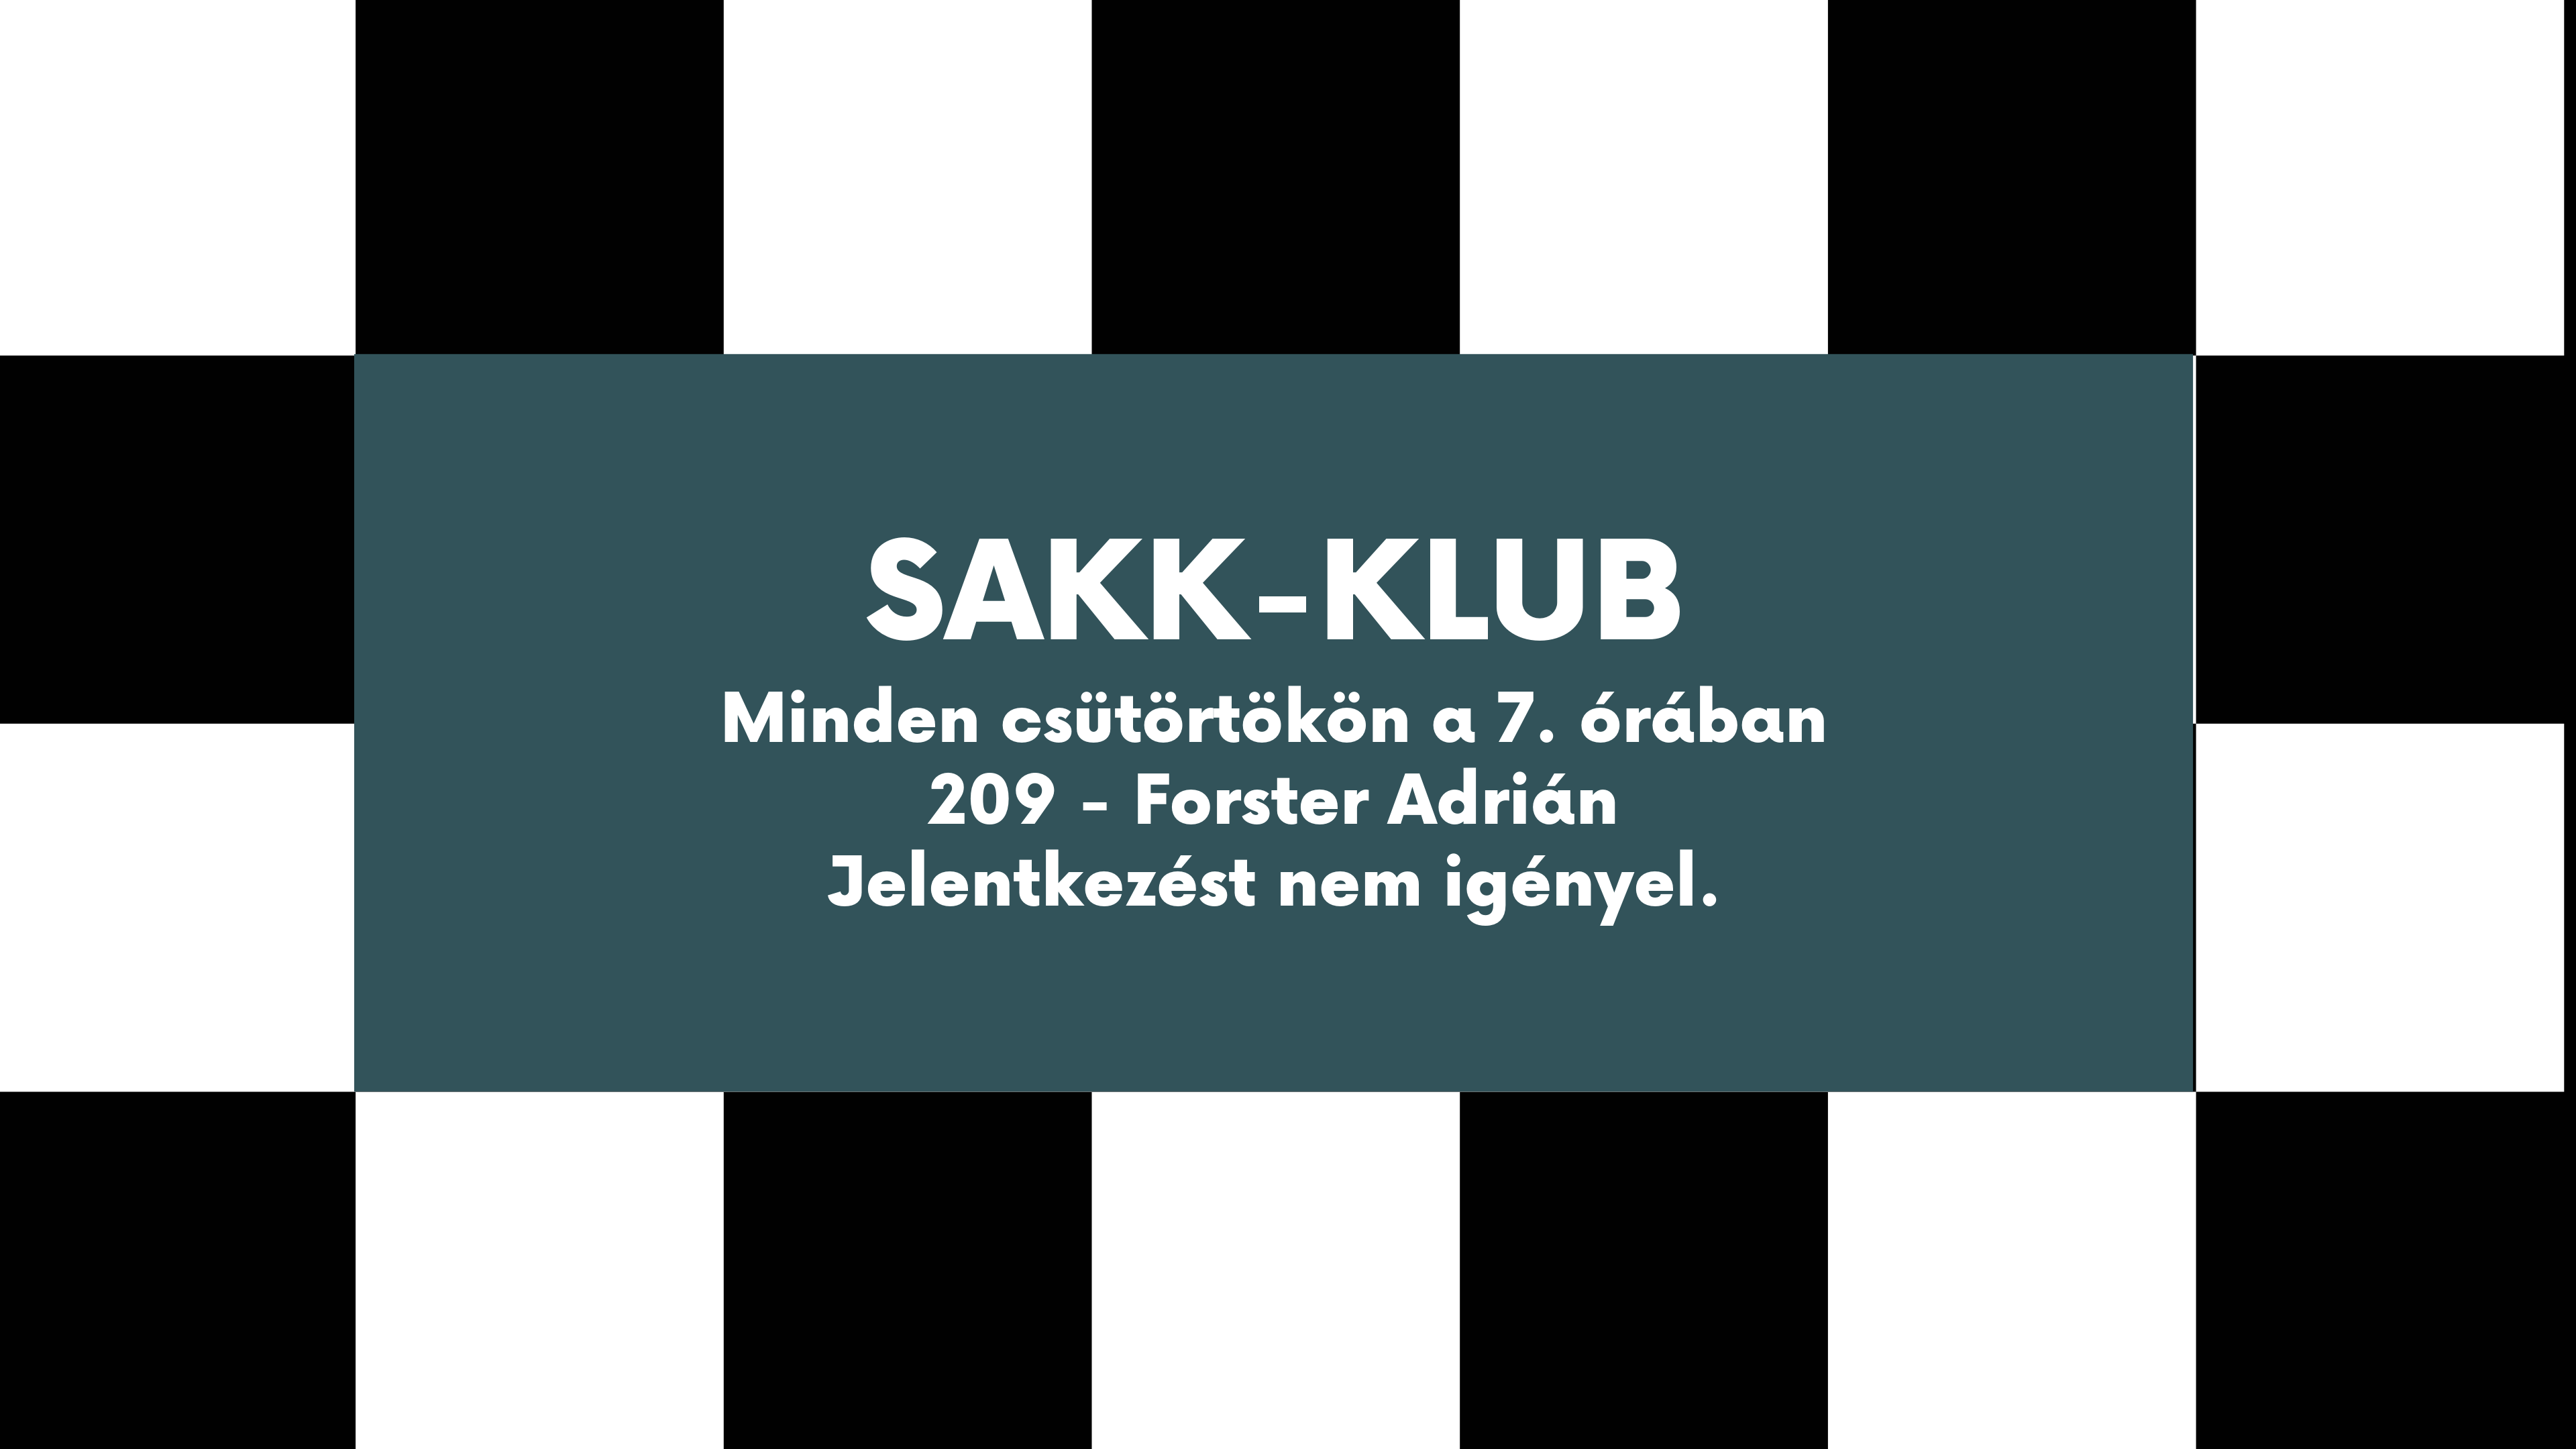 SAKK-KLUB
Minden csütörtökön a 7. órában
209 - Forster Adrián
Jelentkezést nem igényel.